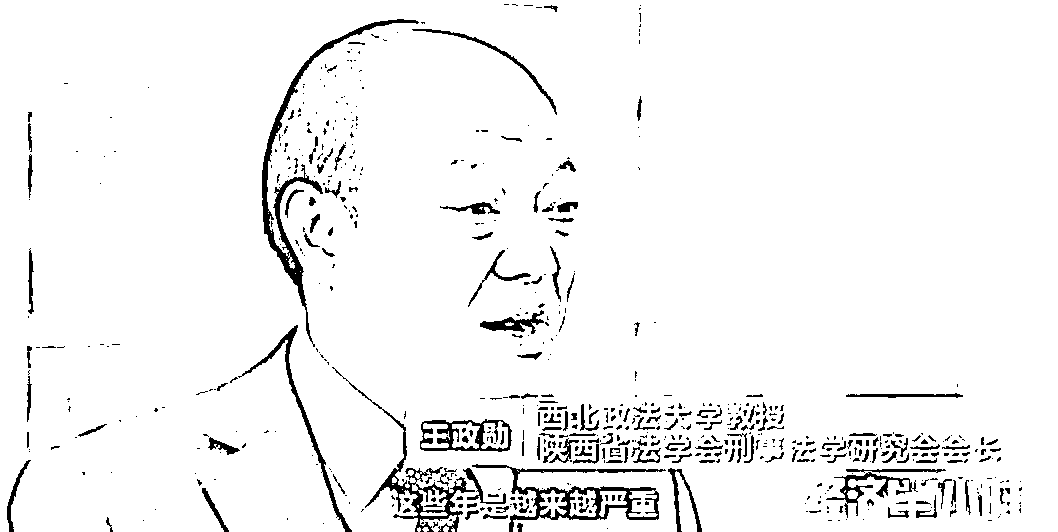 西北政法大学教授
王政勋
陕西省法学会刑事法学研究会会长
这些年是越来越严重
经济半小时